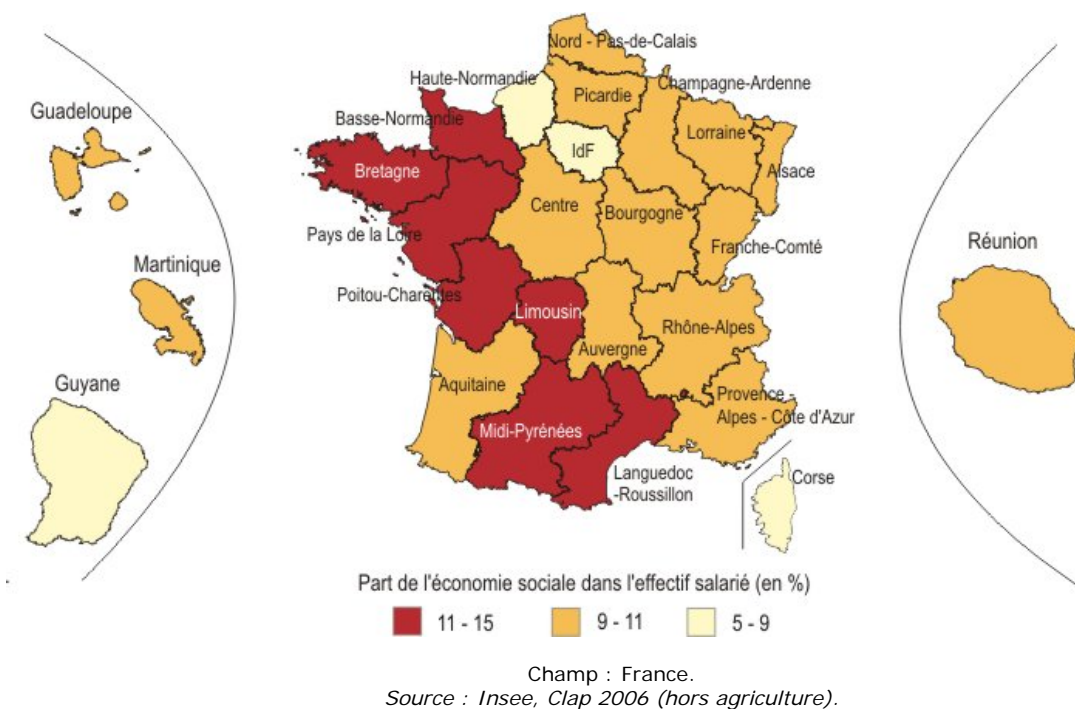 Nord - Pas-de-Calais
Haute-Normandie
Champagne-Ardenne
Picardie
Guadeloupe
Basse-Normandie
Lorraine
IdF
Alsace
Bretagne
Centre
Bourgogne
Pays de la Loire
Franche-Comté
Réunion
Martinique
Poitou-Charentes
Limousin
Rhône-Alpes
Auvergne
Guyane
Aquitaine
Provence -
Alpes - Côte d'Azur
Midi-Pyrénées
Languedoc
-Roussillon
Corse
Part de l'économie sociale dans l'effectif salarié (en %)
11 - 15 9 - 11 5 - 9
Champ : France.
Source : Insee, Clap 2006 (hors agriculture).